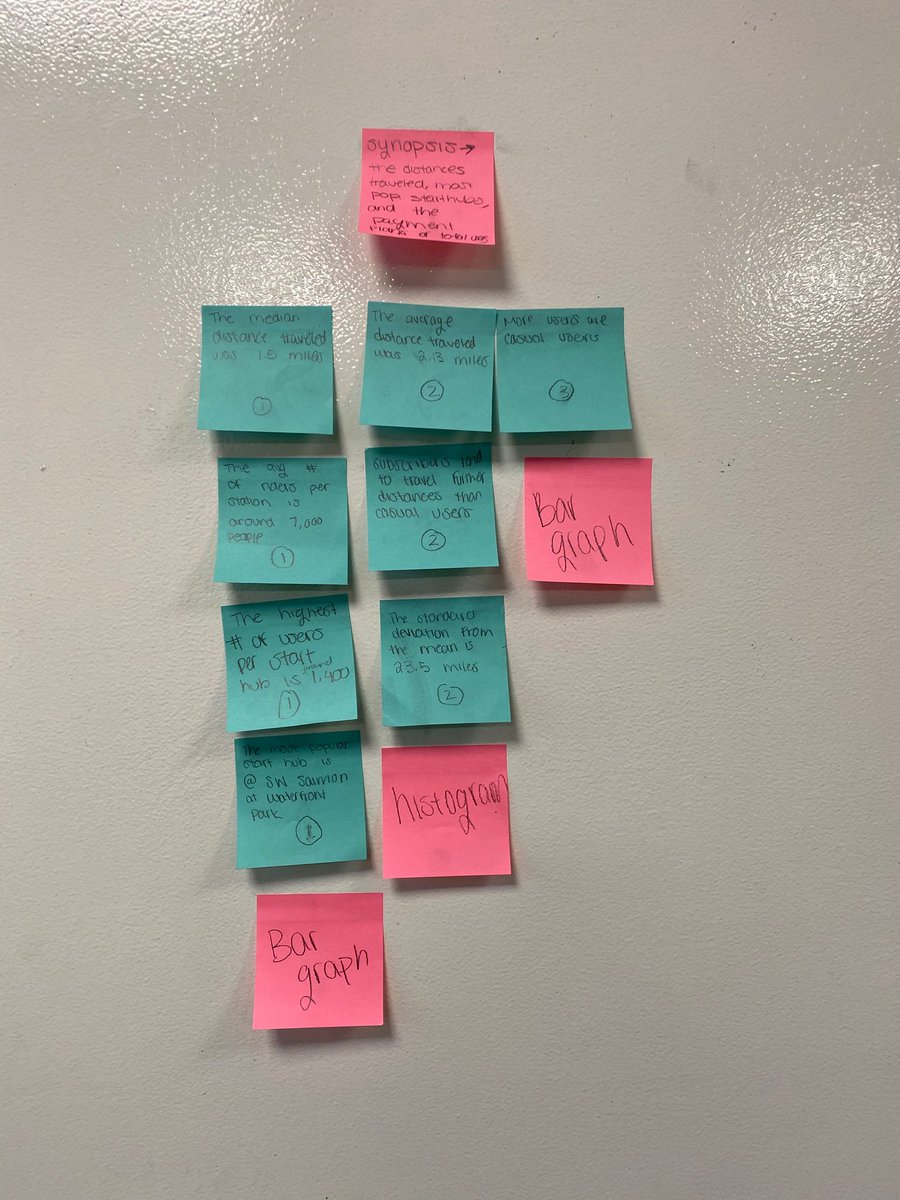 synopsis→
the distances
traveled, most
pop starthubs,
and the
payment
plans of total users
The median
distance traveled
was 1.5 miles
①
The average
distance traveled
was 2.13 miles
②
More users are
casual users
③
The avg #
of riders per
station is
around 7,000
people
①
subscribers tend
to travel further
distances than
casual users
②
Bar
graph
The highest
# of users
per start
hub is around 1,400
①
The standard
deviation from
the mean is
23.5 miles
②
The most popular
start hub is
@ SW Salmon
at waterfront
park
①
histogram
Bar
graph